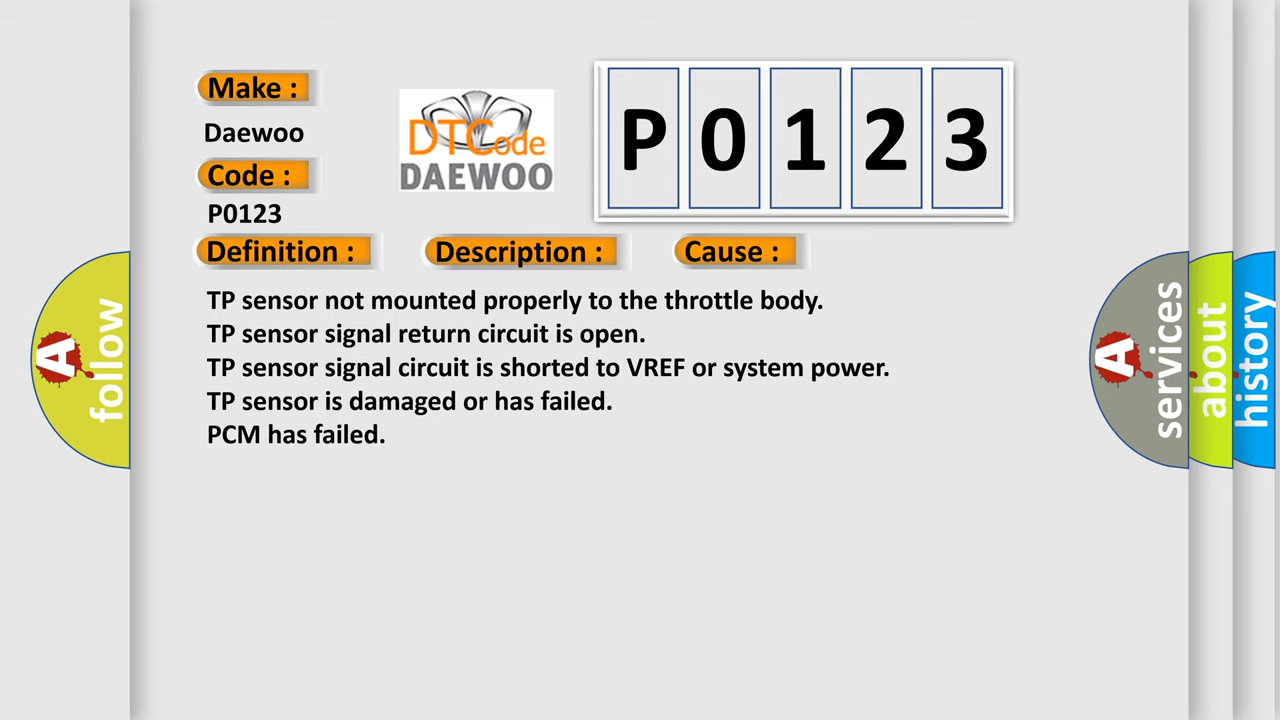 Make :
Daewoo
Code :
P0123
DTCode
DAEWOO
P 0 1 2 3
Definition :
Description :
Cause :
TP sensor not mounted properly to the throttle body.
TP sensor signal return circuit is open.
TP sensor signal circuit is shorted to VREF or system power.
TP sensor is damaged or has failed.
PCM has failed.
A
follow
A
services
about
history